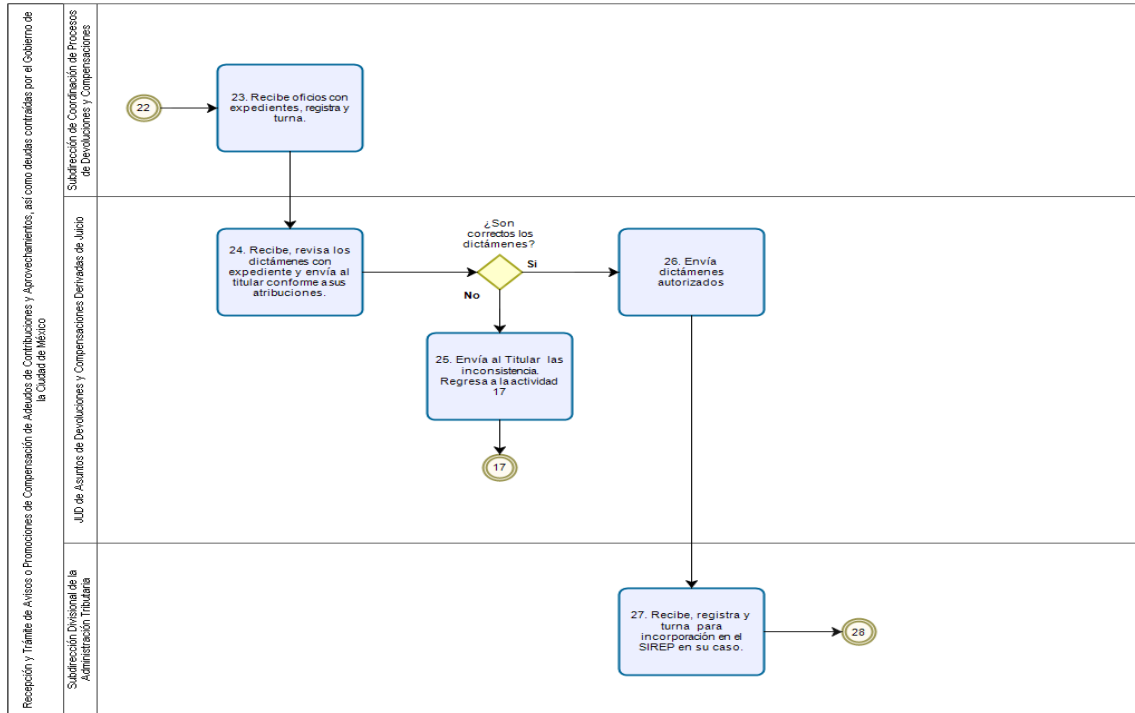 Recepción y Trámite de Avisos o Promociones de Compensación de Adeudos de Contribuciones y Aprovechamientos, así como deudas contraídas por el Gobierno de
la Ciudad de México
Subdirección de Coordinación de Procesos
de Devoluciones y Compensaciones
22
23. Recibe oficios con
expedientes, registra y
turna.
JUD de Asuntos de Devoluciones y Compensaciones Derivadas de Juicio
24. Recibe, revisa los
dictámenes con
expediente y envía al
titular conforme a sus
atribuciones.
¿Son
correctos los
dictámenes?
Si
No
26. Envía
dictámenes
autorizados
25. Envía al Titular las
inconsistencia.
Regresa a la actividad
17
17
Subdirección Divisional de la
Administración Tributaria
27. Recibe, registra y
turna para
incorporación en el
SIREP en su caso.
28